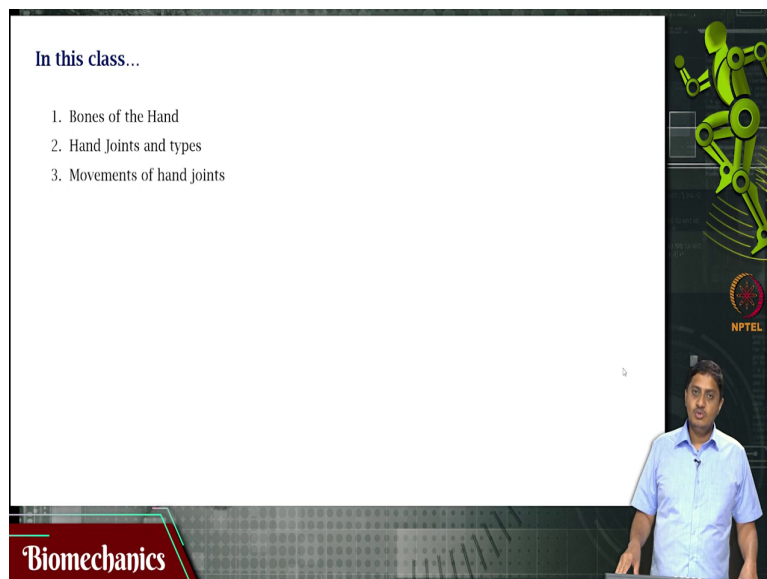 In this class...
1. Bones of the Hand
2. Hand Joints and types
3. Movements of hand joints
NPTEL
Biomechanics